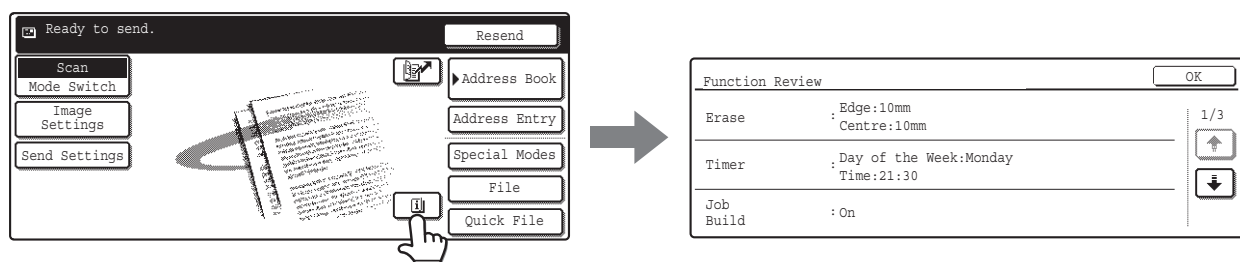 Ready to send.
Resend
Scan
Mode Switch
Address Book
Image
Settings
Address Entry
Send Settings
Special Modes
File
Quick File
Function Review
OK
Erase : Edge:10mm
Centre:10mm
1/3
Timer : Day of the Week:Monday
Time:21:30
Job
Build : On